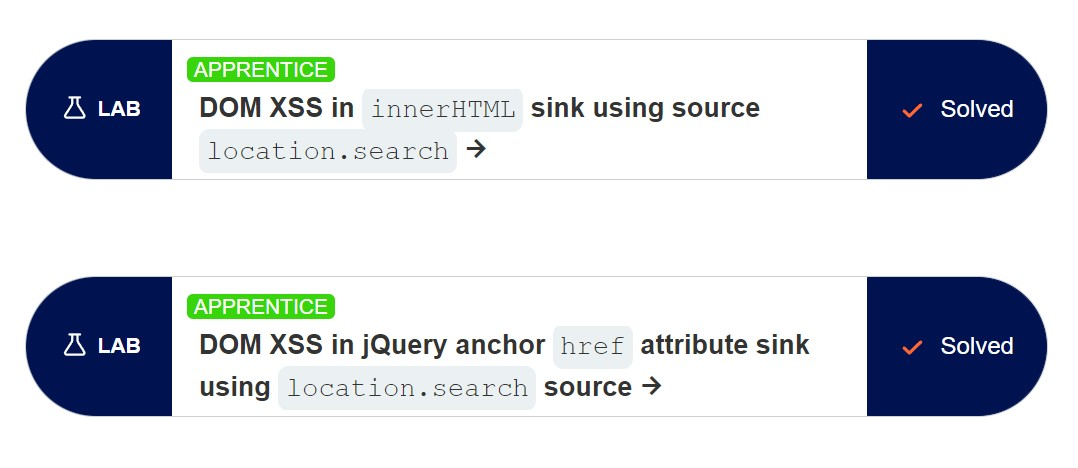 APPRENTICE
LAB DOM XSS in innerHTML sink using source Solved
location.search →
APPRENTICE
LAB DOM XSS in jQuery anchor href attribute sink Solved
using location.search source →